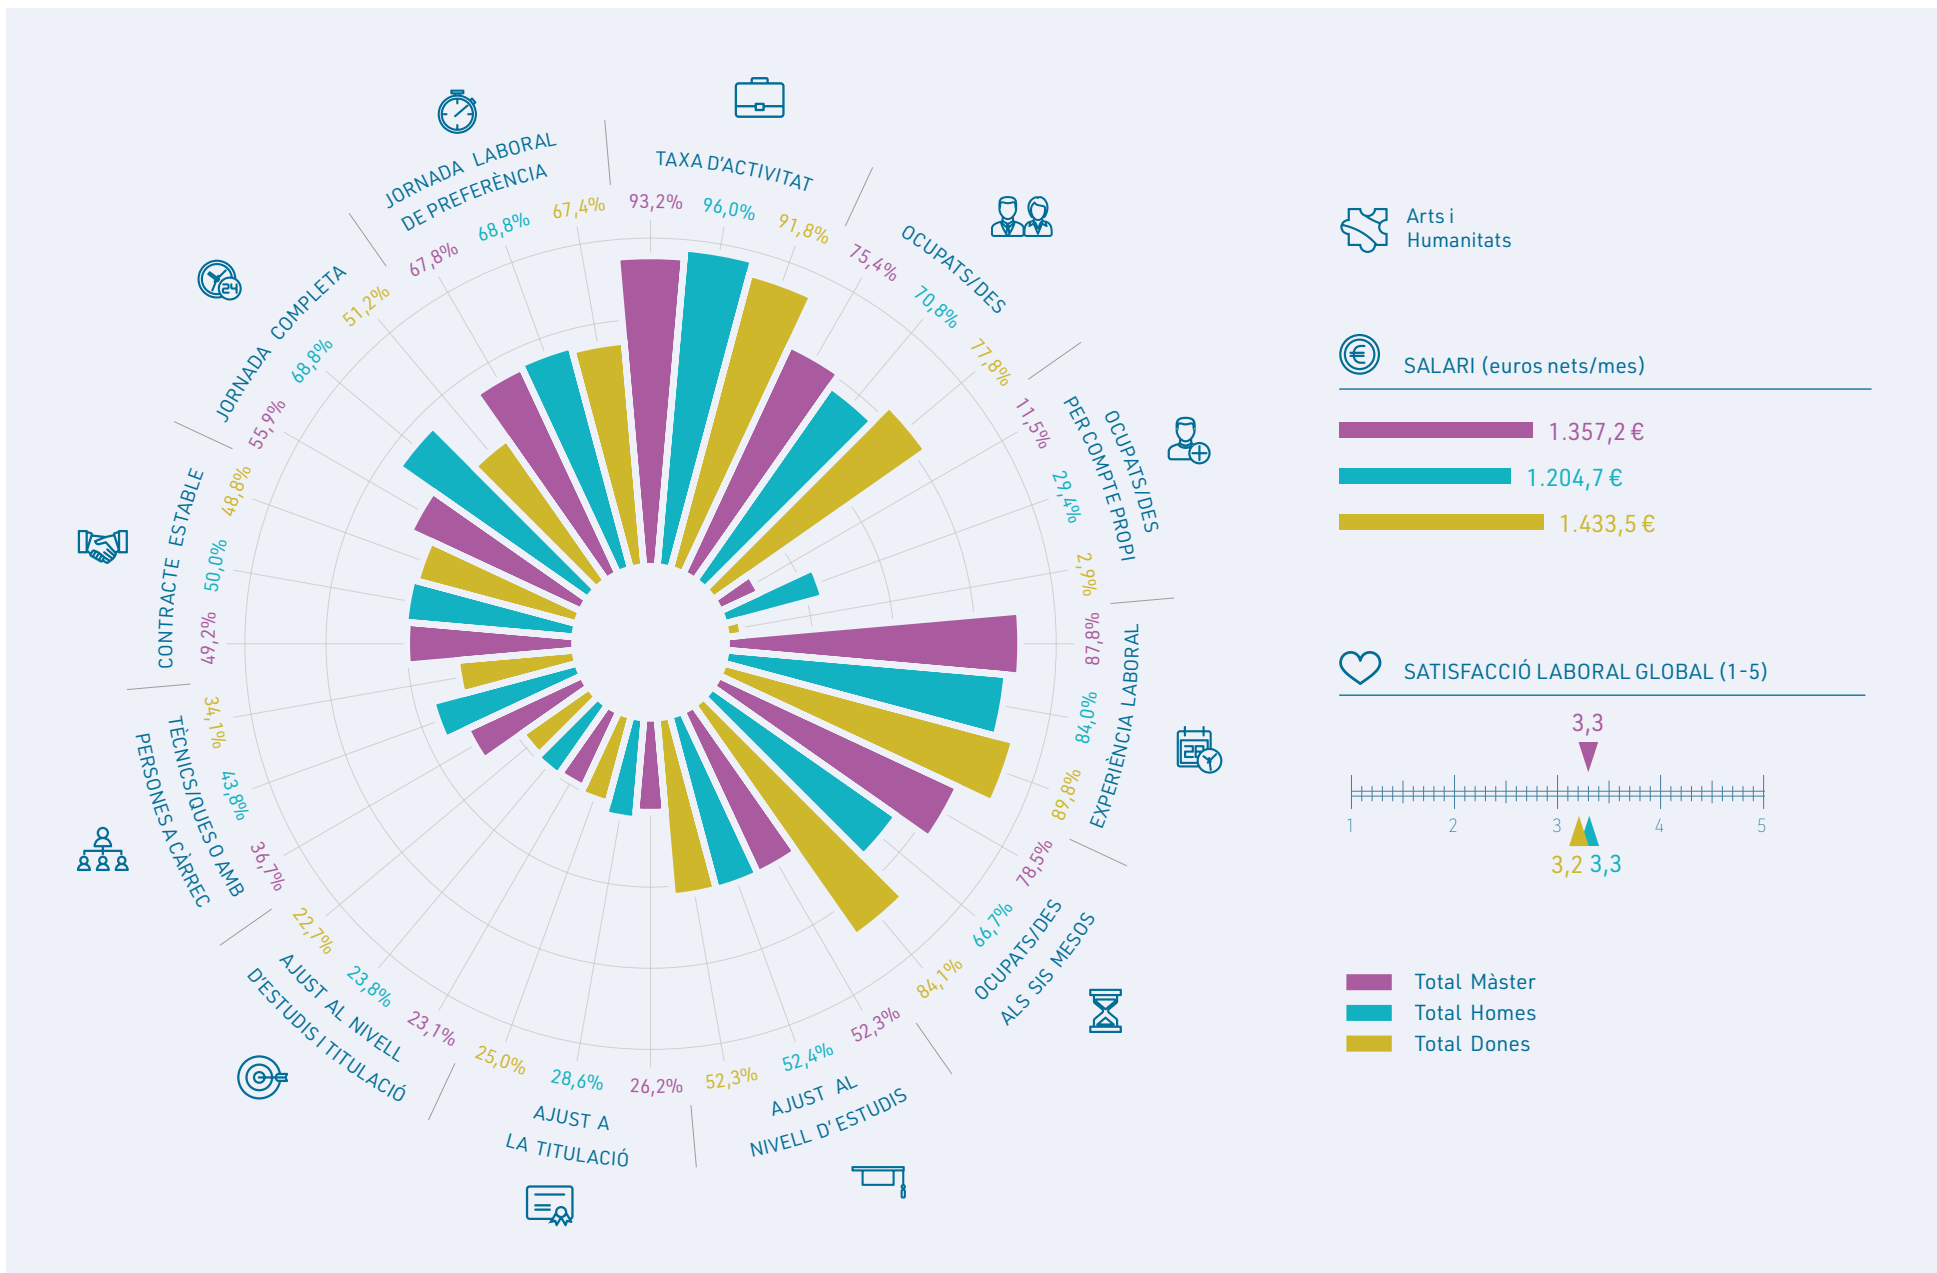 JORNADA LABORAL
DE PREFERÈNCIA
67,8%
68,8%
67,4%
TAXA D'ACTIVITAT
93,2%
96,0%
91,8%
OCUPATS/DES
75,4%
70,8%
77,8%
OCUPATS/DES
PER COMPTE PROPI
11,5%
29,4%
2,9%
EXPERIÈNCIA LABORAL
87,8%
84,0%
89,8%
OCUPATS/DES
ALS SIS MESOS
78,5%
66,7%
84,1%
AJUST AL
NIVELL D'ESTUDIS
52,3%
52,4%
52,3%
AJUST A
LA TITULACIÓ
26,2%
28,6%
25,0%
AJUST AL NIVELL
D'ESTUDIS I TITULACIÓ
23,1%
23,8%
22,7%
TÈCNICS/QUES O AMB
PERSONES A CÀRREC
36,7%
43,8%
34,1%
CONTRACTE ESTABLE
49,2%
50,0%
48,8%
JORNADA COMPLETA
55,9%
68,8%
51,2%
24
Arts i
Humanitats
SALARI (euros nets/mes)
1.357,2 €
1.204,7 €
1.433,5 €
SATISFACCIÓ LABORAL GLOBAL (1-5)
3,3
1 2 3 4 5
3,2 3,3
Total Màster
Total Homes
Total Dones